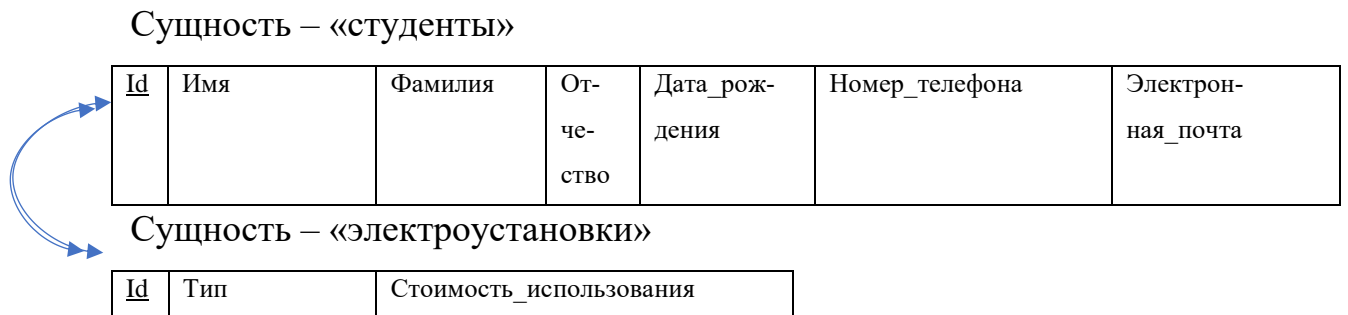 Сущность – «студенты»
Id Имя Фамилия От- Дата_рож- Номер_телефона Электрон-
че- дения ная_почта
ство
Сущность – «электроустановки»
Id Тип Стоимость_использования